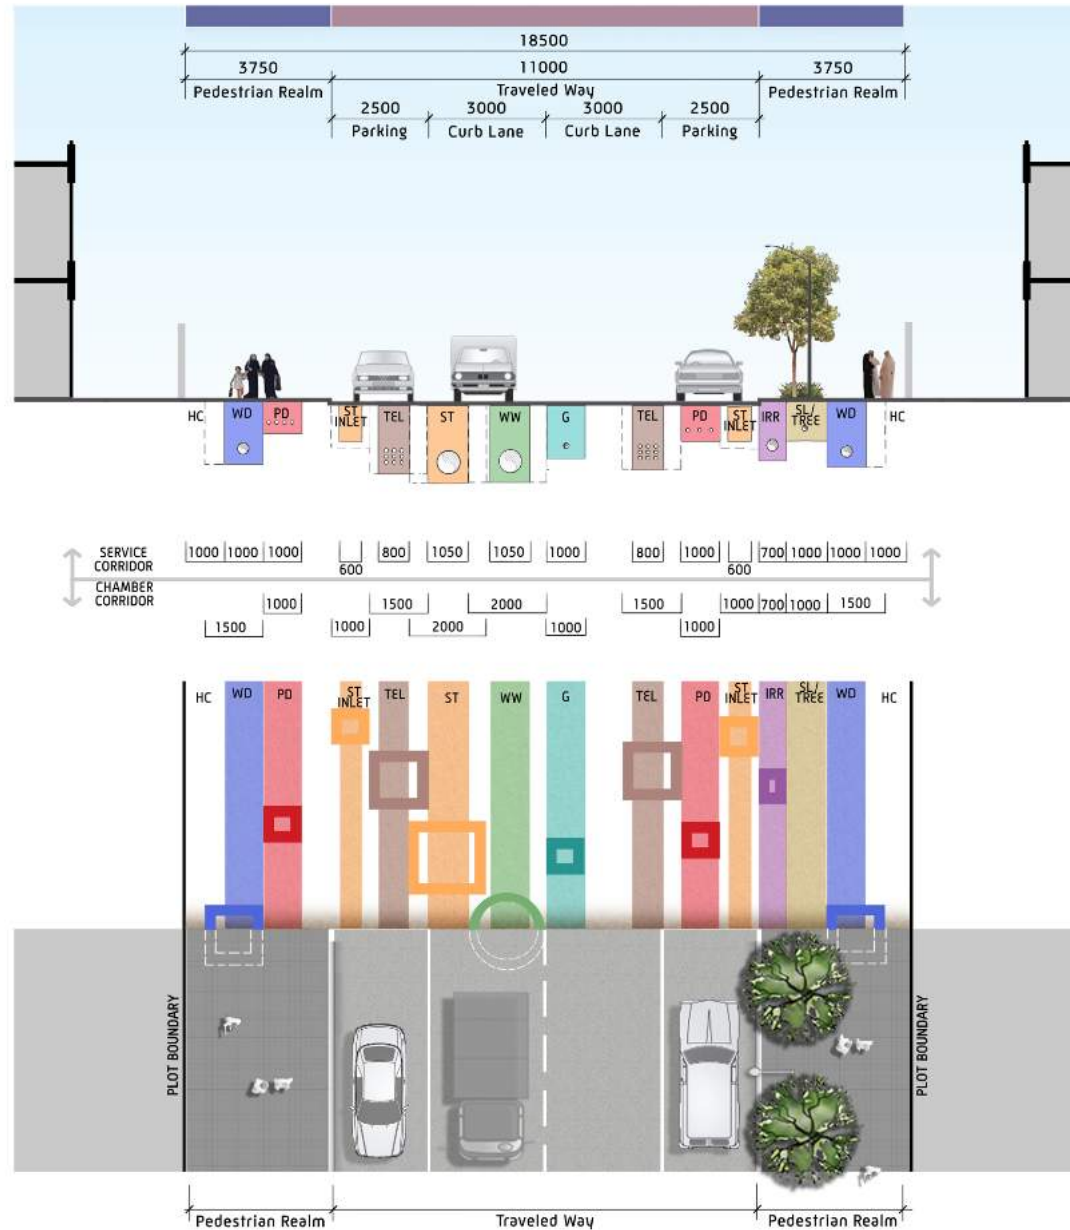 18500
3750 11000 3750
Pedestrian Realm Traveled Way Pedestrian Realm
2500 3000 3000 2500
Parking Curb Lane Curb Lane Parking
HC WD PD ST INLET TEL ST WW G TEL PD ST INLET IRR SL/ TREE WD HC
SERVICE CORRIDOR
1000 1000 1000 600 800 1050 1050 1000 800 1000 600 700 1000 1000 1000
CHAMBER CORRIDOR
1000 1500 2000 1500 1000 700 1000 1500
1500 1000 2000 1000 1000
HC WD PD ST INLET TEL ST WW G TEL PD ST INLET IRR SL/ TREE WD HC
PLOT BOUNDARY
PLOT BOUNDARY
Pedestrian Realm Traveled Way Pedestrian Realm